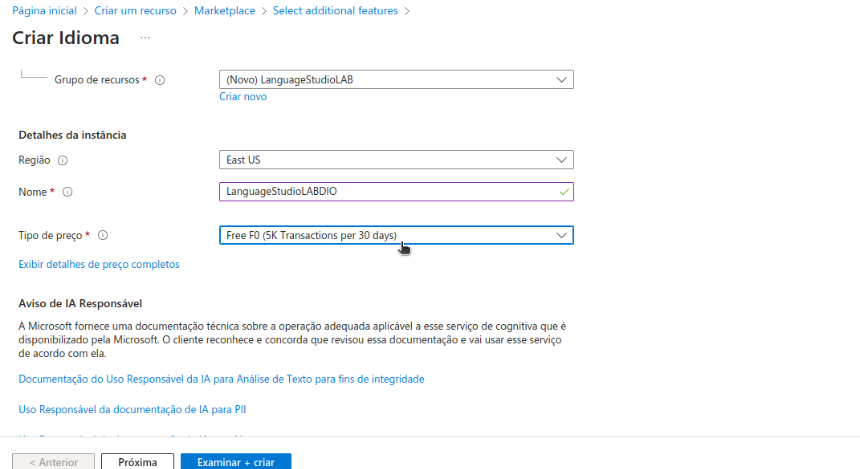 Página inicial > Criar um recurso > Marketplace > Select additional features >
Criar Idioma ...
Grupo de recursos *
(Novo) LanguageStudioLAB
Criar novo
Detalhes da instância
Região
East US
Nome *
LanguageStudioLABDIO
Tipo de preço *
Free F0 (5K Transactions per 30 days)
Exibir detalhes de preço completos
Aviso de IA Responsável
A Microsoft fornece uma documentação técnica sobre a operação adequada aplicável a esse serviço de cognitiva que é
disponibilizado pela Microsoft. O cliente reconhece e concorda que revisou essa documentação e vai usar esse serviço
de acordo com ela.
Documentação do Uso Responsável da IA para Análise de Texto para fins de integridade
Uso Responsável da documentação de IA para PII
< Anterior
Próxima
Examinar + criar